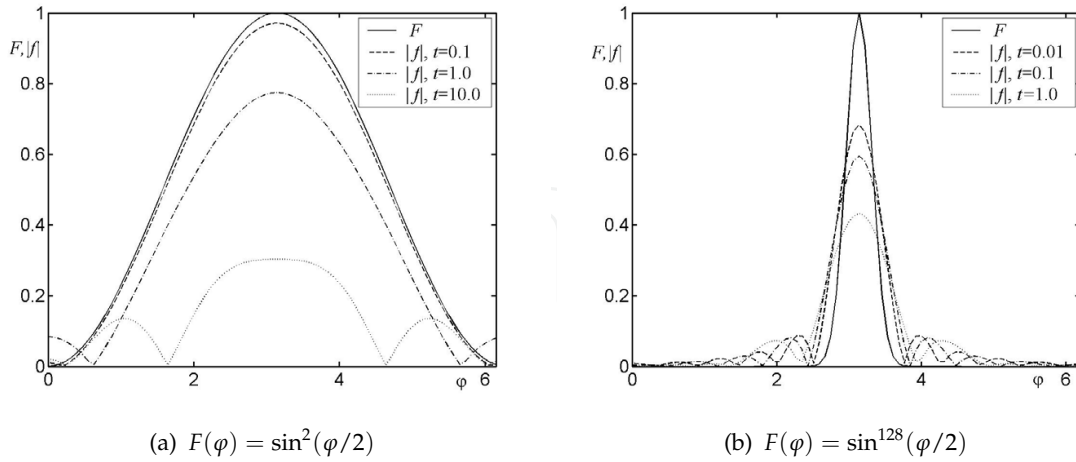 1
0.8
0.6
0.4
0.2
0
F,|f|
F
|f|, t=0.1
|f|, t=1.0
|f|, t=10.0
0
2
4
φ
6
(a) F(φ) = sin²(φ/2)
1
0.8
0.6
0.4
0.2
0
F,|f|
F
|f|, t=0.01
|f|, t=0.1
|f|, t=1.0
0
2
4
φ
6
(b) F(φ) = sin¹²⁸(φ/2)